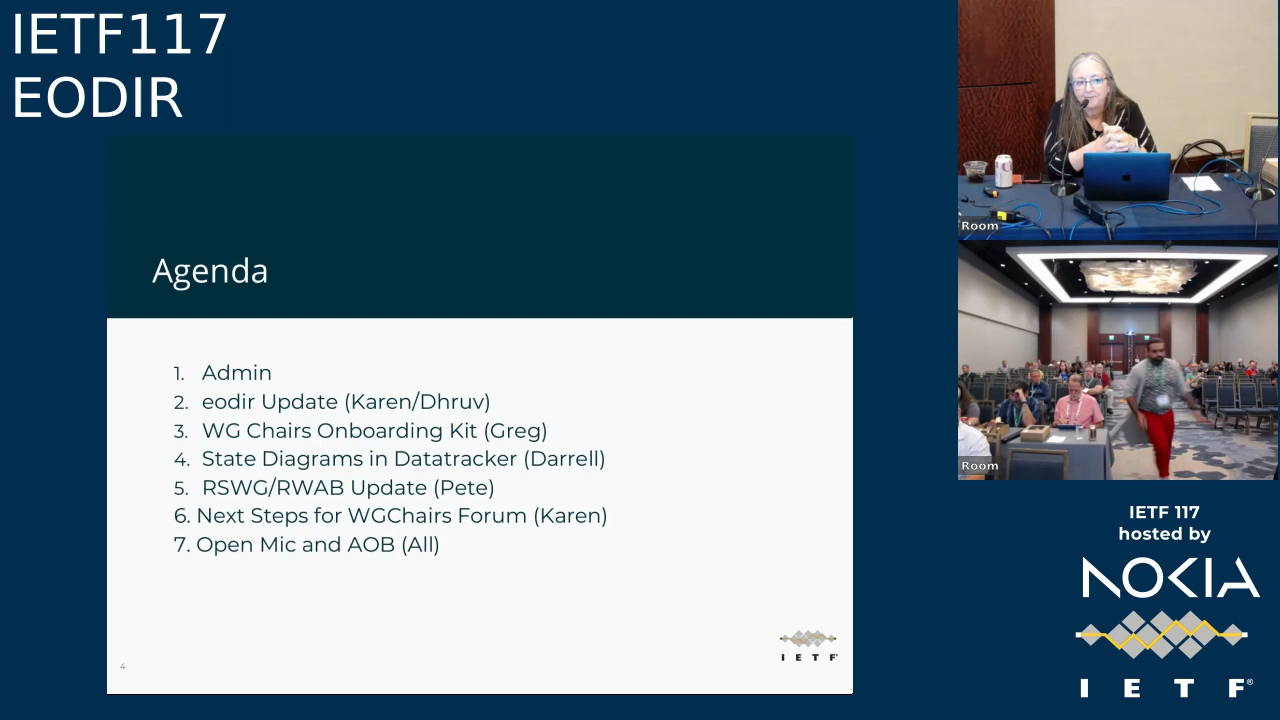 IETF117
EODIR
Agenda
1. Admin
2. eodir Update (Karen/Dhruv)
3. WG Chairs Onboarding Kit (Greg)
4. State Diagrams in Datatracker (Darrell)
5. RSWG/RWAB Update (Pete)
6. Next Steps for WGChairs Forum (Karen)
7. Open Mic and AOB (All)
4
I E T F®
Room
Room
IETF 117
hosted by
NOKIA
I E T F®